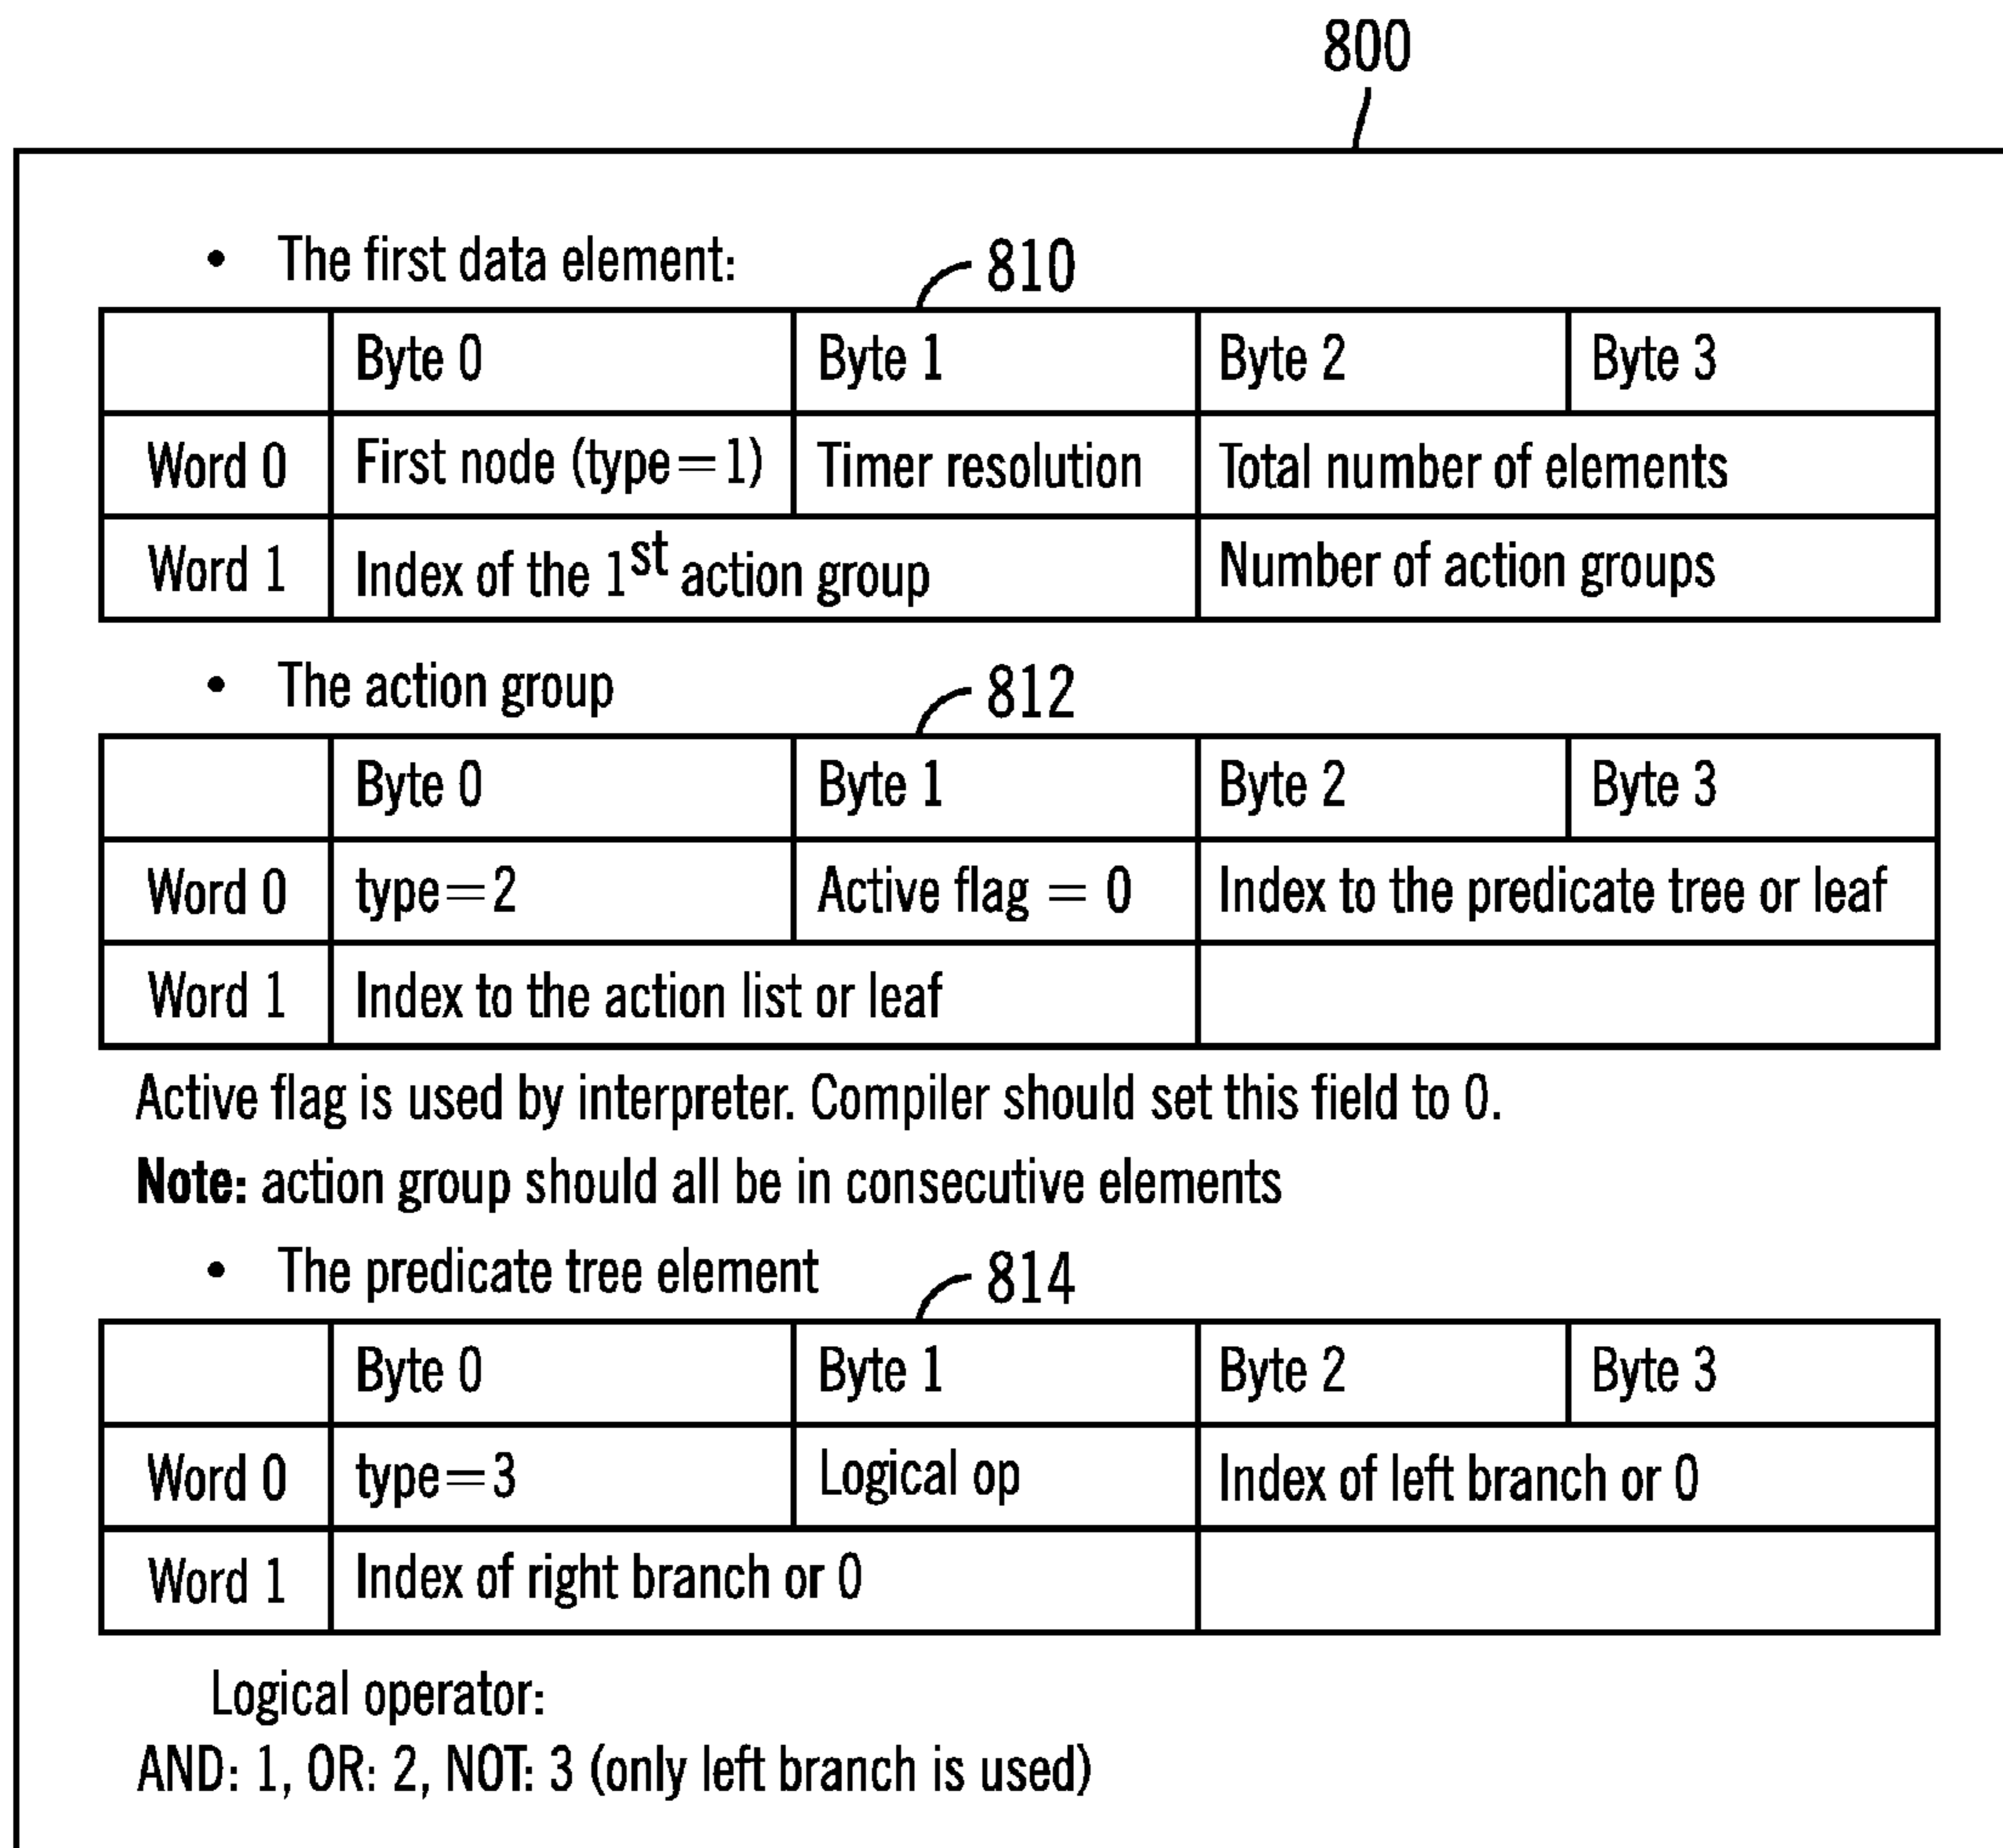 800
• The first data element:
810
Byte 0 Byte 1 Byte 2 Byte 3
Word 0 First node (type=1) Timer resolution Total number of elements
Word 1 Index of the 1st action group Number of action groups
• The action group
812
Byte 0 Byte 1 Byte 2 Byte 3
Word 0 type=2 Active flag = 0 Index to the predicate tree or leaf
Word 1 Index to the action list or leaf
Active flag is used by interpreter. Compiler should set this field to 0.
Note: action group should all be in consecutive elements
• The predicate tree element
814
Byte 0 Byte 1 Byte 2 Byte 3
Word 0 type=3 Logical op Index of left branch or 0
Word 1 Index of right branch or 0
Logical operator:
AND: 1, OR: 2, NOT: 3 (only left branch is used)